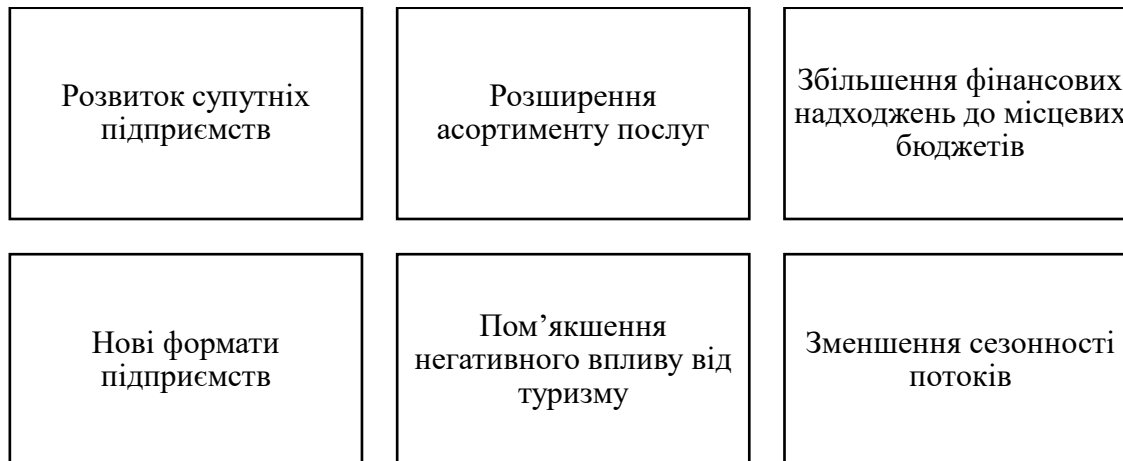 Розвиток супутніх
підприємств
Розширення
асортименту послуг
Збільшення фінансових
надходжень до місцевих
бюджетів
Нові формати
підприємств
Пом’якшення
негативного впливу від
туризму
Зменшення сезонності
потоків